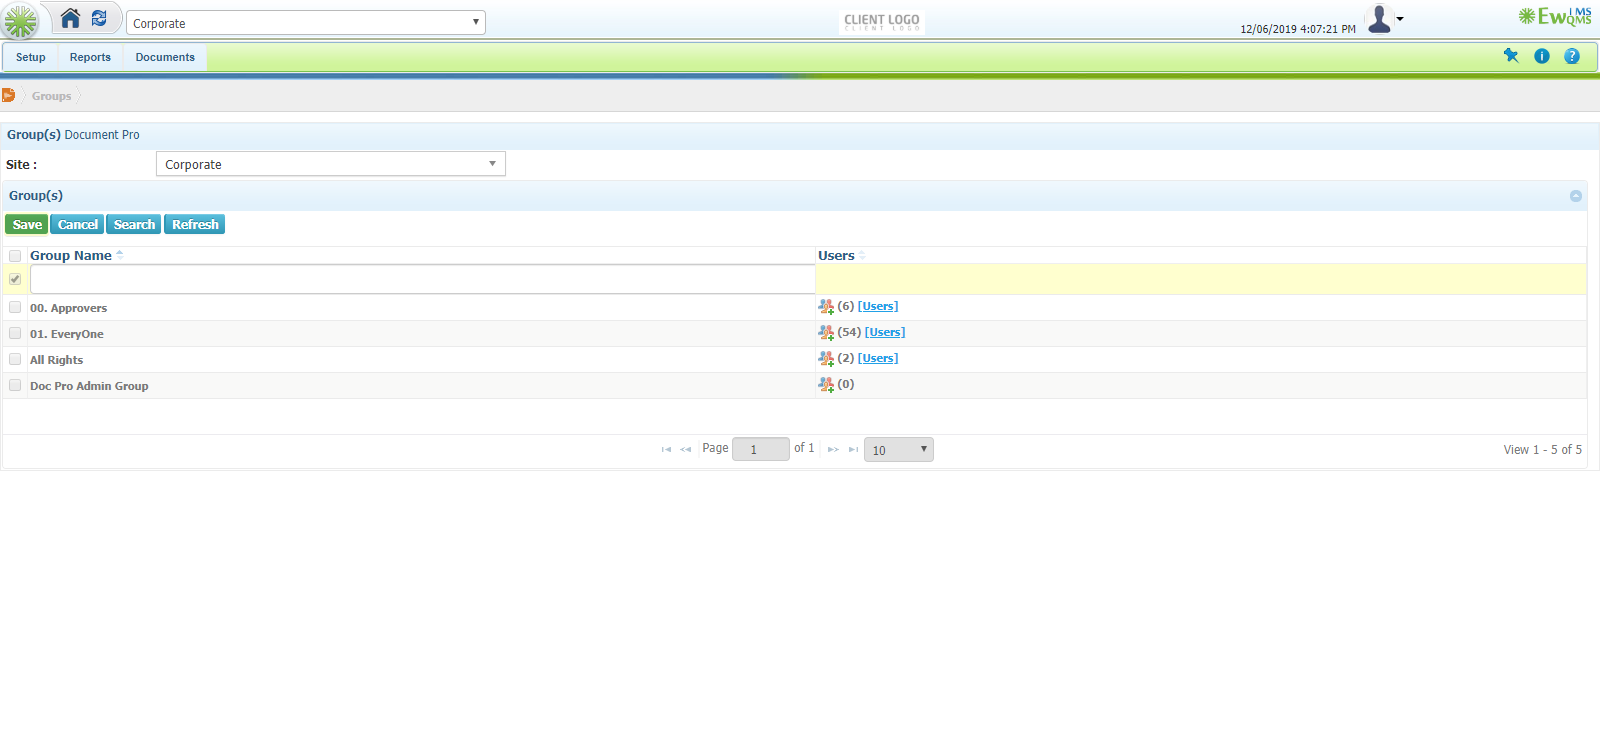 Corporate
CLIENT LOGO
CLIENT LOGO
12/06/2019 4:07:21 PM
EwQMS IMS
Setup Reports Documents
Groups
Group(s) Document Pro
Site : Corporate
Group(s)
Save Cancel Search Refresh
Group Name Users
00. Approvers (6) [Users]
01. EveryOne (54) [Users]
All Rights (2) [Users]
Doc Pro Admin Group (0)
Page 1 of 1 10 View 1 - 5 of 5